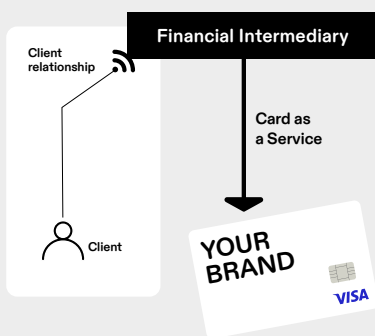 Financial Intermediary
Client
relationship
Card as
a Service
Client
YOUR
BRAND
VISA